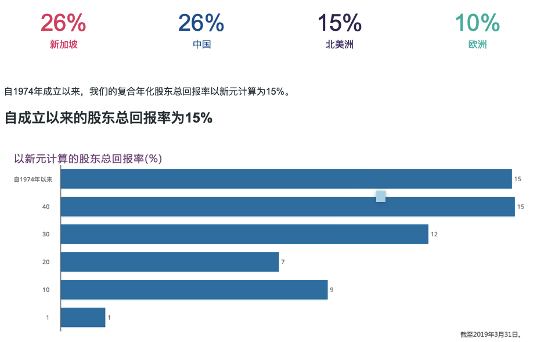 26% 26% 15% 10%
新加坡 中国 北美洲 欧洲
自1974年成立以来，我们的复合年化股东总回报率以新元计算为15%。
自成立以来的股东总回报率为15%
以新元计算的股东总回报率(%)
自1974年以来 15
40 15
30 12
20 7
10 9
1 1
截至2019年3月31日。